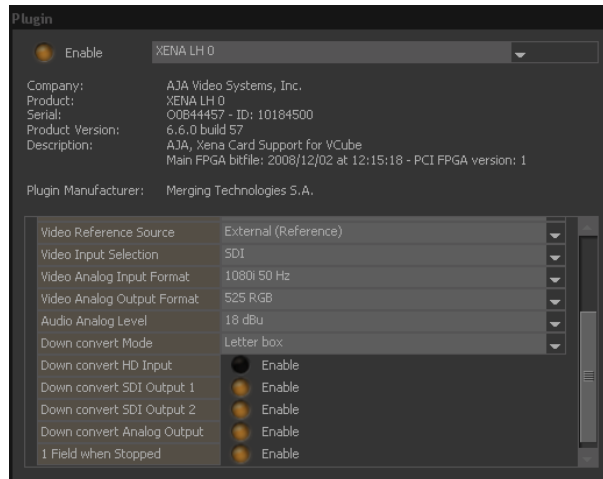 Plugin
Enable XENA LH 0
Company: AJA Video Systems, Inc.
Product: XENA LH 0
Serial: O0B44457 - ID: 10184500
Product Version: 6.6.0 build 57
Description: AJA, Xena Card Support for VCube
Main FPGA bitfile: 2008/12/02 at 12:15:18 - PCI FPGA version: 1
Plugin Manufacturer: Merging Technologies S.A.
Video Reference Source External (Reference)
Video Input Selection SDI
Video Analog Input Format 1080i 50 Hz
Video Analog Output Format 525 RGB
Audio Analog Level 18 dBu
Down convert Mode Letter box
Down convert HD Input Enable
Down convert SDI Output 1 Enable
Down convert SDI Output 2 Enable
Down convert Analog Output Enable
1 Field when Stopped Enable